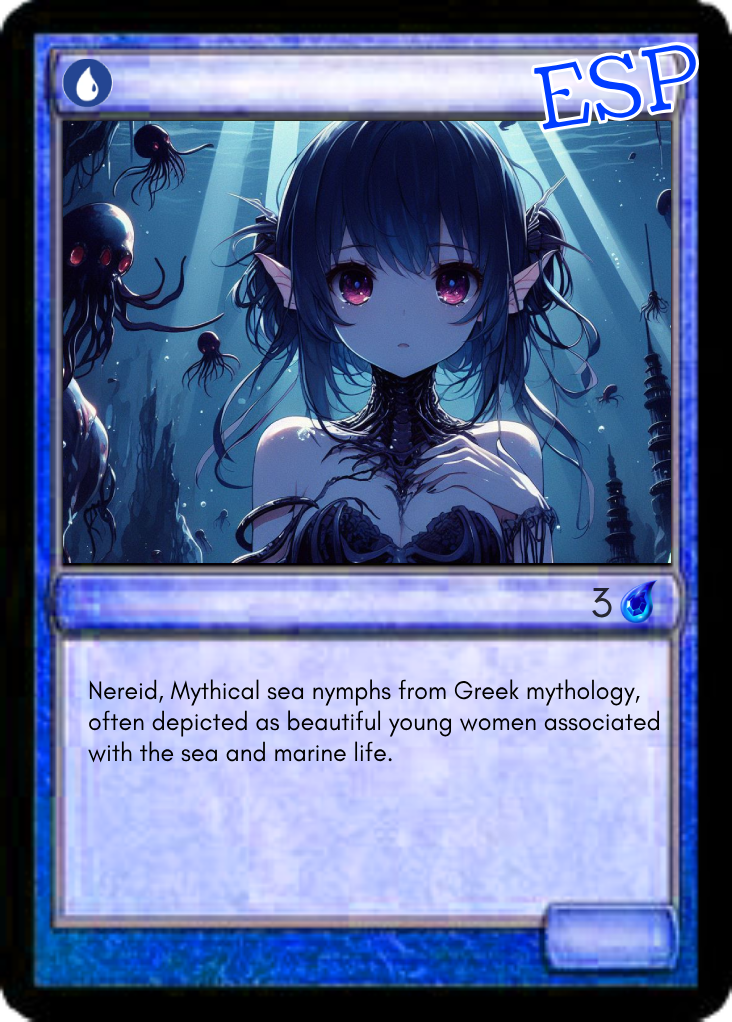 ESP
3
Nereid, Mythical sea nymphs from Greek mythology,
often depicted as beautiful young women associated
with the sea and marine life.